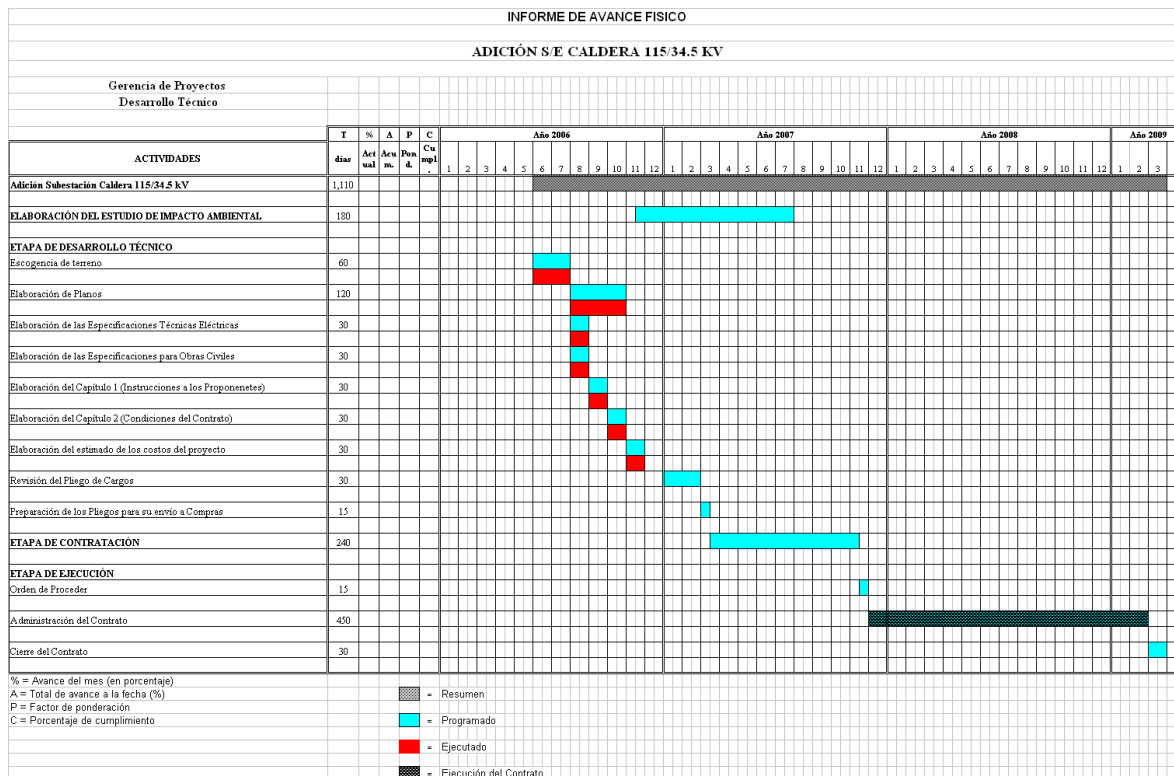 INFORME DE AVANCE FISICO
ADICIÓN S/E CALDERA 115/34.5 KV
Gerencia de Proyectos
Desarrollo Técnico
T % A P C Año 2006 Año 2007 Año 2008 Año 2009
ACTIVIDADES dias Actual Acum. Pond. Cumpl. 1 2 3 4 5 6 7 8 9 10 11 12 1 2 3 4 5 6 7 8 9 10 11 12 1 2 3 4 5 6 7 8 9 10 11 12 1 2 3
Adición Subestación Caldera 115/34.5 kV 1,110
ELABORACIÓN DEL ESTUDIO DE IMPACTO AMBIENTAL 180
ETAPA DE DESARROLLO TÉCNICO
Escogencia de terreno 60
Elaboración de Planos 120
Elaboración de las Especificaciones Técnicas Eléctricas 30
Elaboración de las Especificaciones para Obras Civiles 30
Elaboración del Capítulo 1 (Instrucciones a los Proponenetes) 30
Elaboración del Capítulo 2 (Condiciones del Contrato) 30
Elaboración del estimado de los costos del proyecto 30
Revisión del Pliego de Cargos 30
Preparación de los Pliegos para su envío a Compras 15
ETAPA DE CONTRATACIÓN 240
ETAPA DE EJECUCIÓN
Orden de Proceder 15
Administración del Contrato 450
Cierre del Contrato 30
% = Avance del mes (en porcentaje)
A = Total de avance a la fecha (%)
= Resumen
P = Factor de ponderación
C = Porcentaje de cumplimiento
= Programado
= Ejecutado
= Ejecución del Contrato